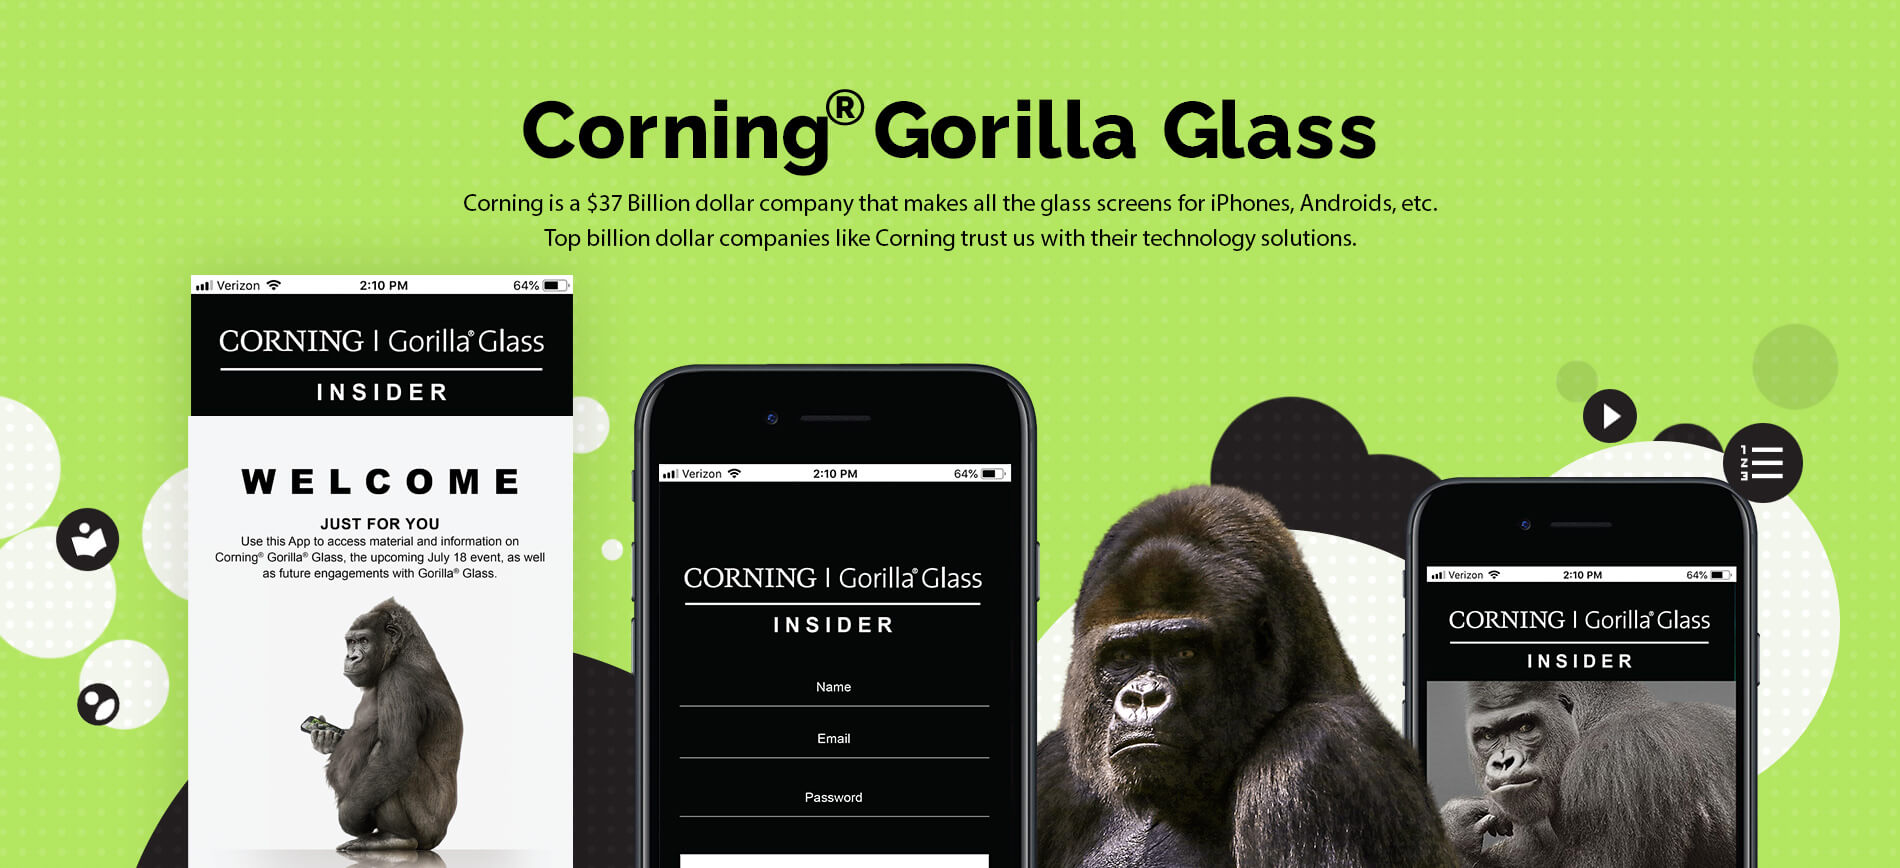 Corning® Gorilla Glass
Corning is a $37 Billion dollar company that makes all the glass screens for iPhones, Androids, etc.
Top billion dollar companies like Corning trust us with their technology solutions.
Verizon 2:10 PM 64%
CORNING | Gorilla® Glass
INSIDER
WELCOME
JUST FOR YOU
Use this App to access material and information on
Corning® Gorilla® Glass, the upcoming July 18 event, as well
as future engagements with Gorilla® Glass.
Verizon 2:10 PM 64%
CORNING | Gorilla® Glass
INSIDER
Name
Email
Password
1
2
3
Verizon 2:10 PM 64%
CORNING | Gorilla® Glass
INSIDER